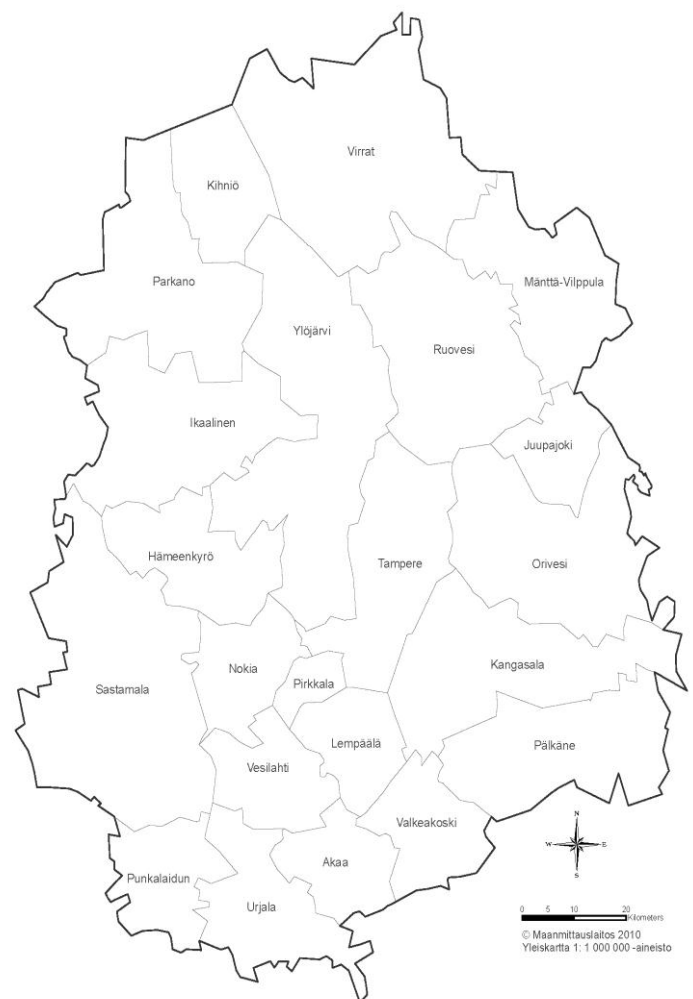 Virrat
Kihniö
Parkano
Mänttä-Vilppula
Ylöjärvi
Ruovesi
Ikaalinen
Juupajoki
Hämeenkyrö
Tampere
Orivesi
Nokia
Kangasala
Pirkkala
Sastamala
Lempäälä
Pälkäne
Vesilahti
Valkeakoski
Akaa
Punkalaidun
Urjala
N
W E
S
0 5 10 20
Kilometers
© Maanmittauslaitos 2010
Yleiskartta 1: 1 000 000 -aineisto